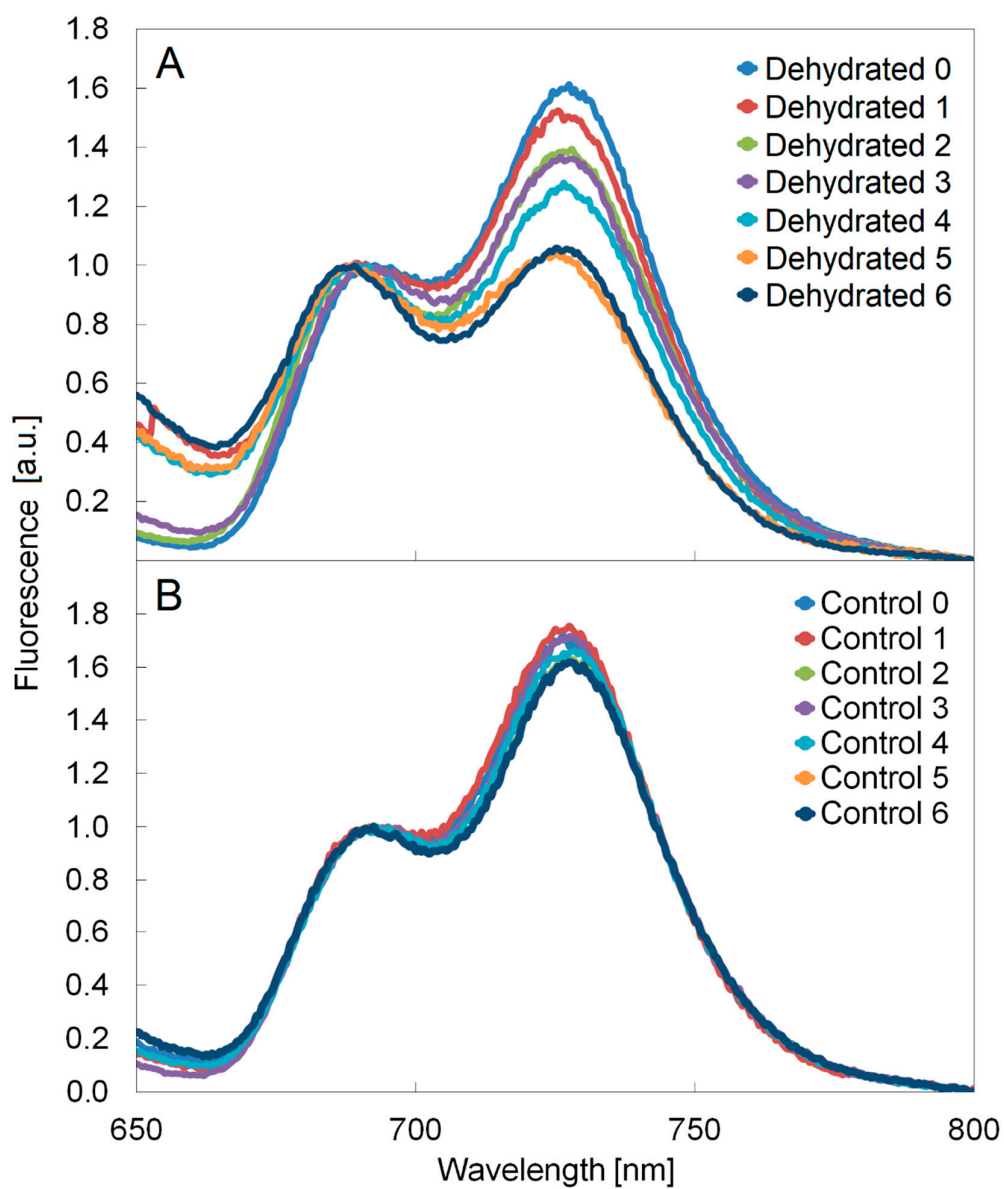 1.8
A
Dehydrated 0
1.6
Dehydrated 1
1.4
Dehydrated 2
Dehydrated 3
1.2
Dehydrated 4
1.0
Dehydrated 5
Dehydrated 6
0.8
0.6
0.4
0.2
Fluorescence [a.u.]
B
Control 0
1.8
Control 1
1.6
Control 2
Control 3
1.4
Control 4
1.2
Control 5
Control 6
1.0
0.8
0.6
0.4
0.2
0.0
650 700 750 800
Wavelength [nm]